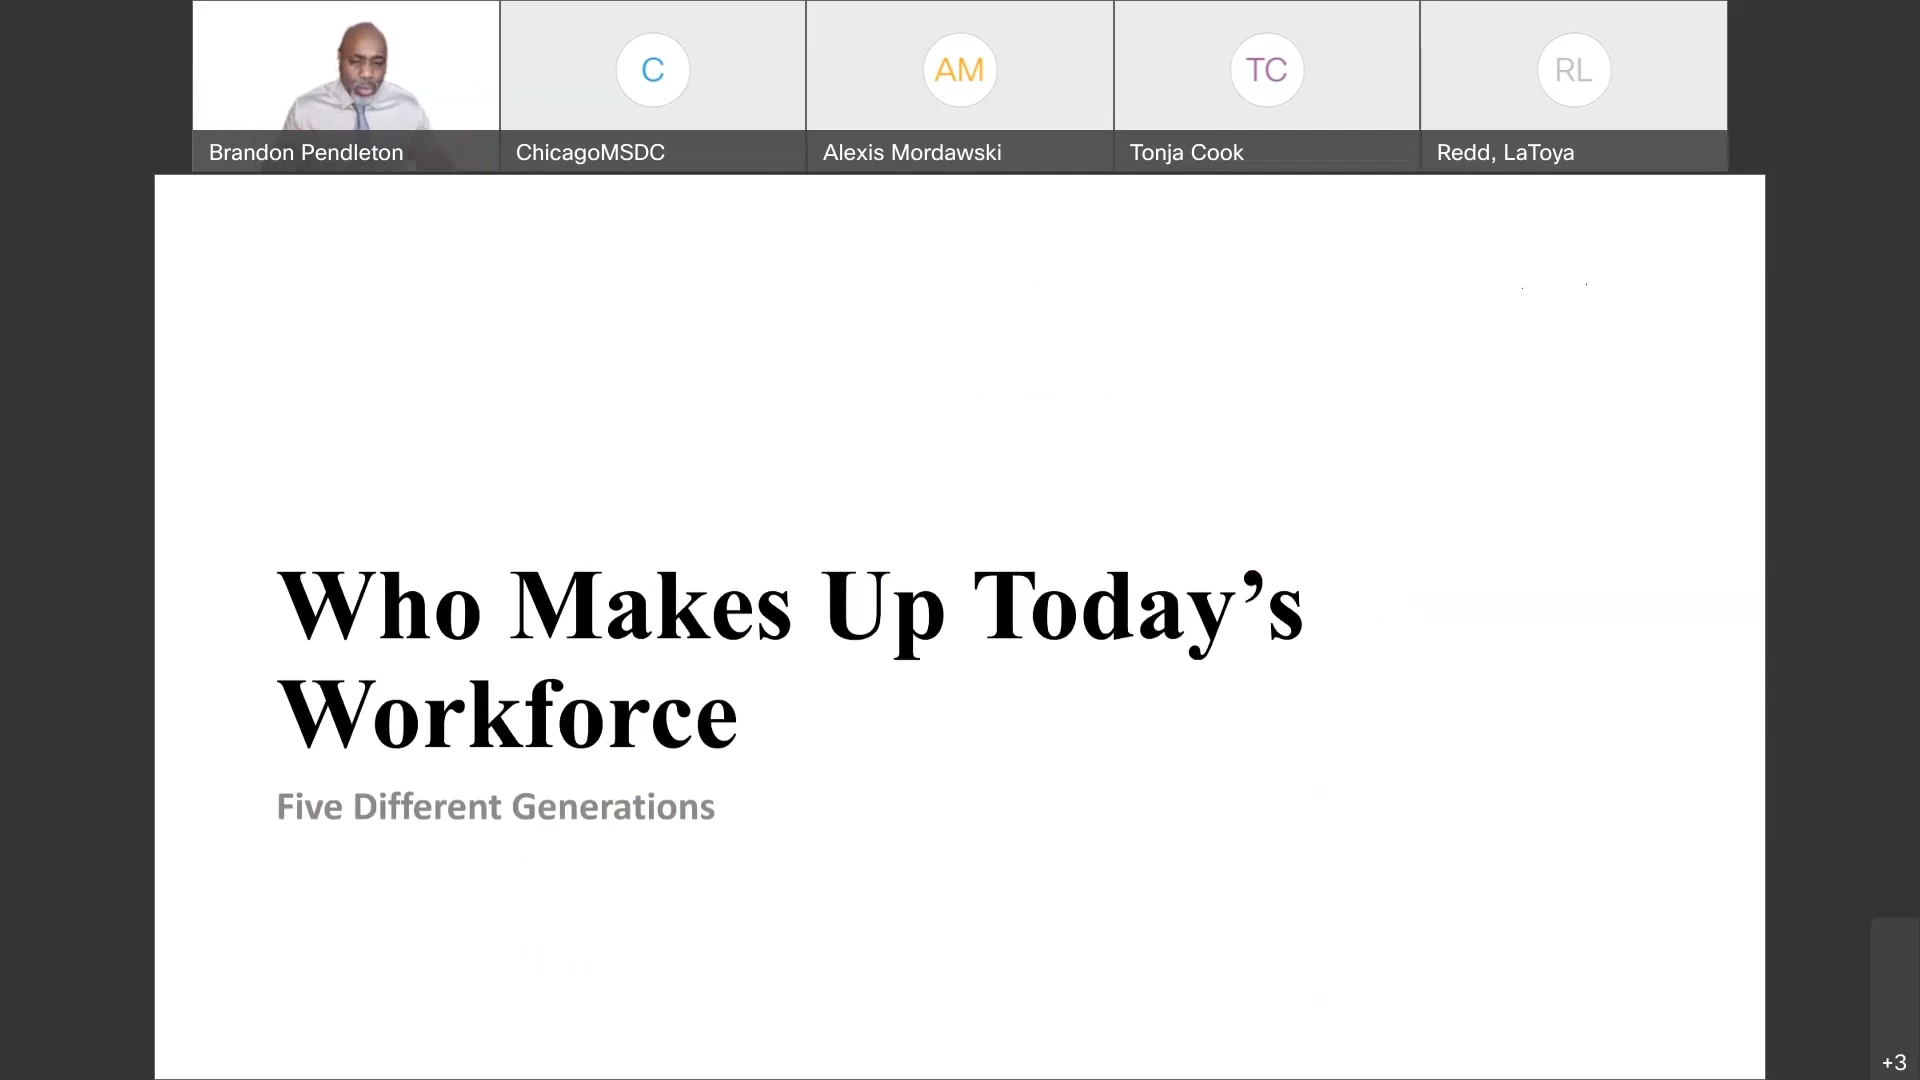 C
AM
TC
RL
Brandon Pendleton
ChicagoMSDC
Alexis Mordawski
Tonja Cook
Redd, LaToya
Who Makes Up Today’s
Workforce
Five Different Generations
+3